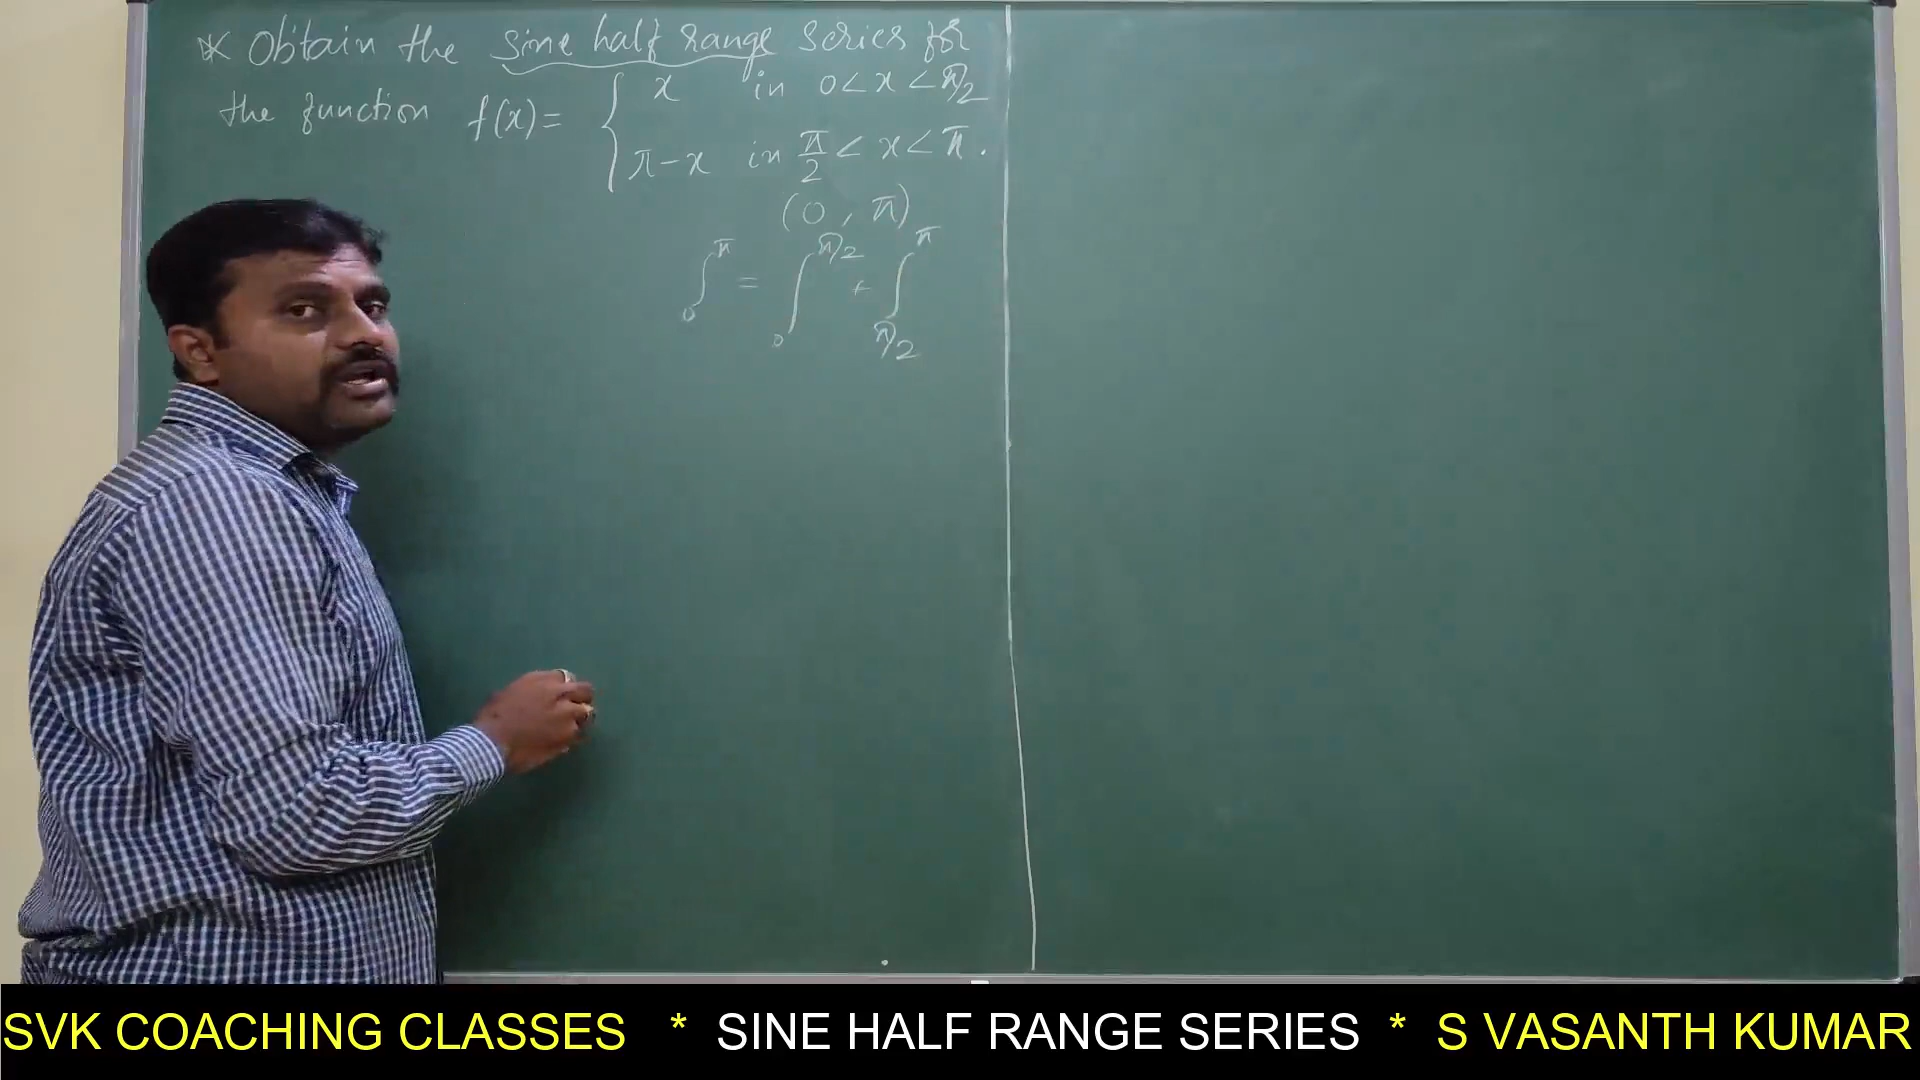 * Obtain the sine half range series for
the function f(x) = { x in 0 < x < π/2
π - x in π/2 < x < π.
(0, π)
∫₀^π = ∫₀^π/2 + ∫π/2^π
SVK COACHING CLASSES * SINE HALF RANGE SERIES * S VASANTH KUMAR